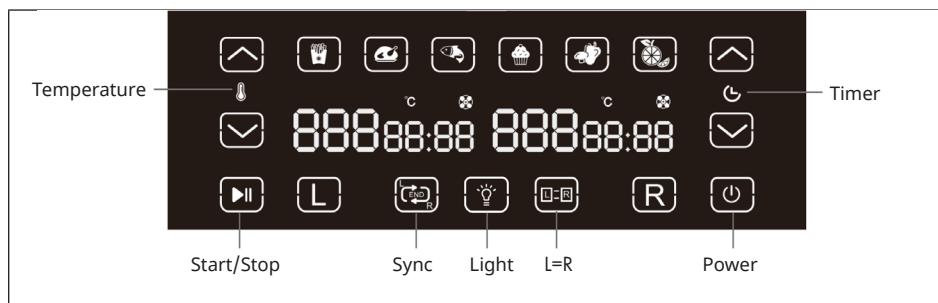 ℃ ℃
Temperature Timer
888 88:88 888 88:88
L L END R L=R R
Start/Stop Sync Light L=R Power